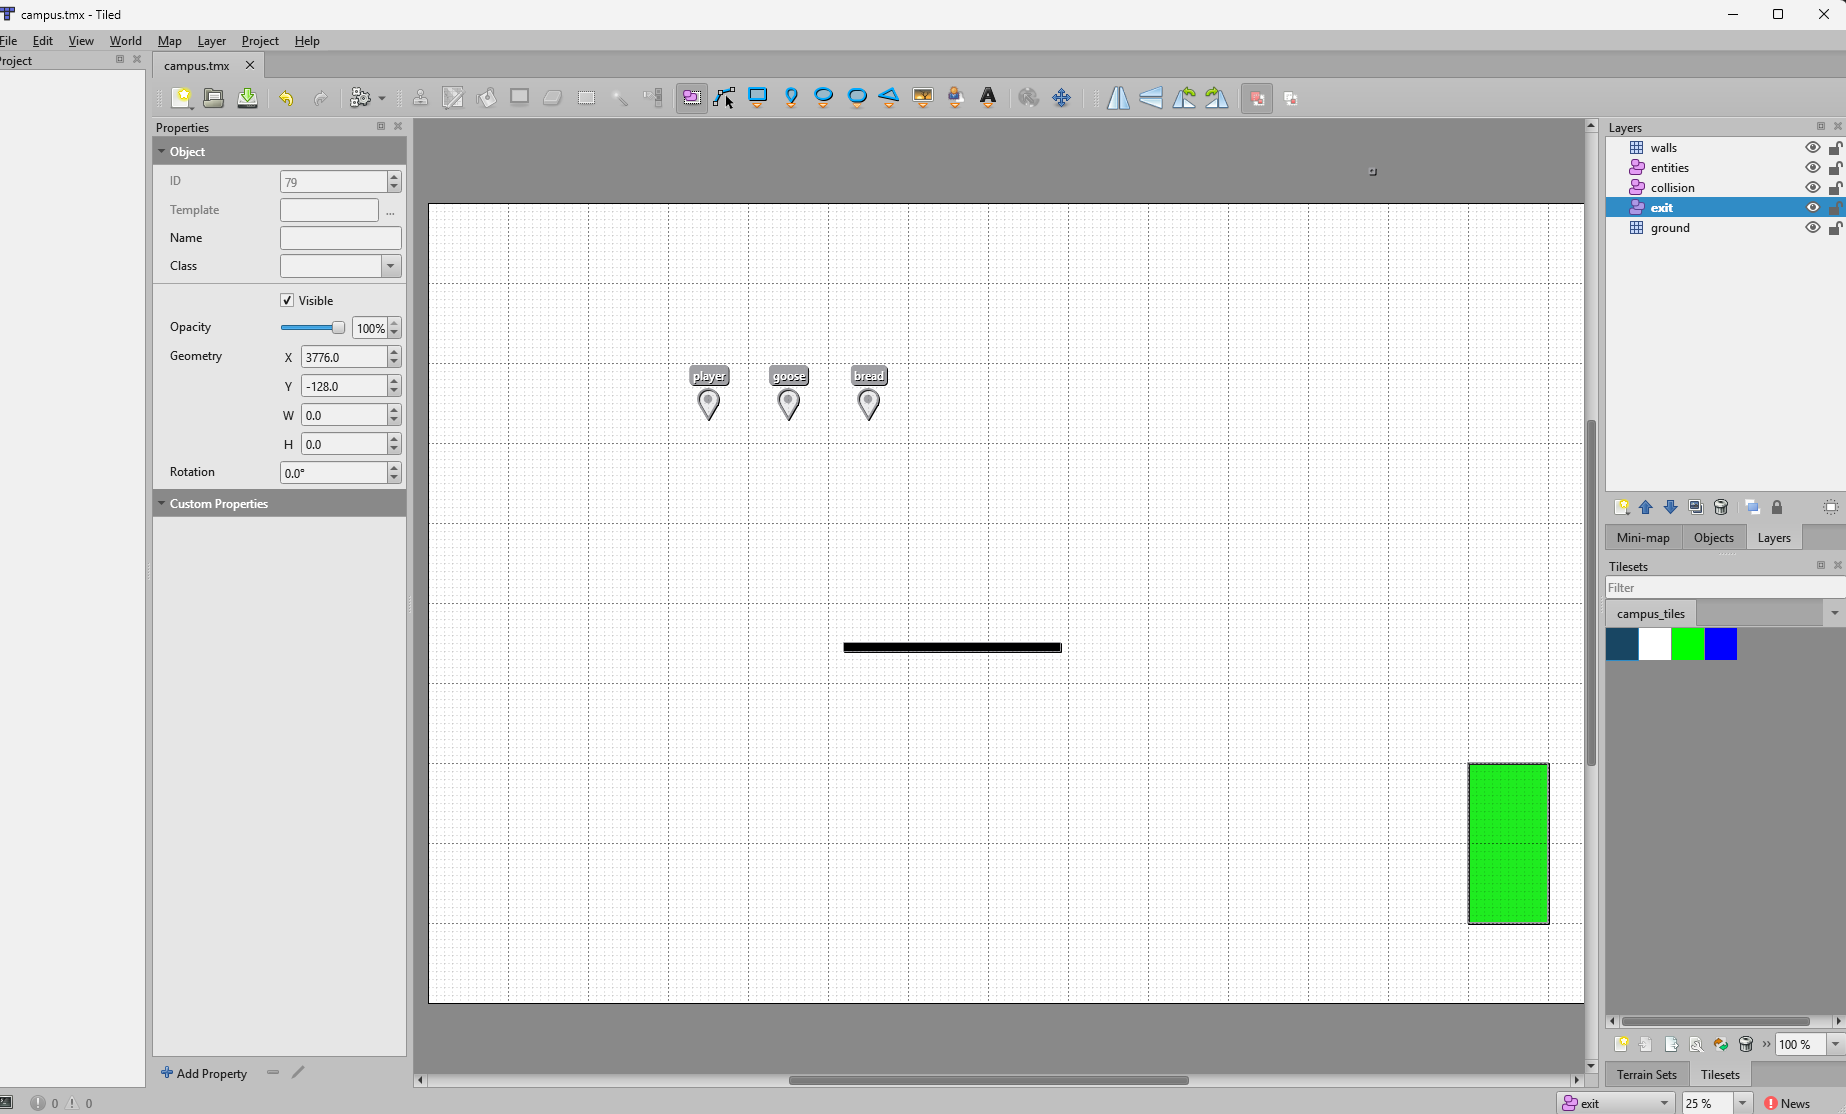 campus.tmx - Tiled
File Edit View World Map Layer Project Help
Project
campus.tmx
Properties
Object
ID 79
Template ...
Name
Class
Visible
Opacity 100%
Geometry X 3776.0
Y -128.0
W 0.0
H 0.0
Rotation 0.0°
Custom Properties
Add Property
player goose bread
Layers
walls
entities
collision
exit
ground
Mini-map Objects Layers
Tilesets
Filter
campus_tiles
100 %
Terrain Sets Tilesets
0 0
exit 25 % News